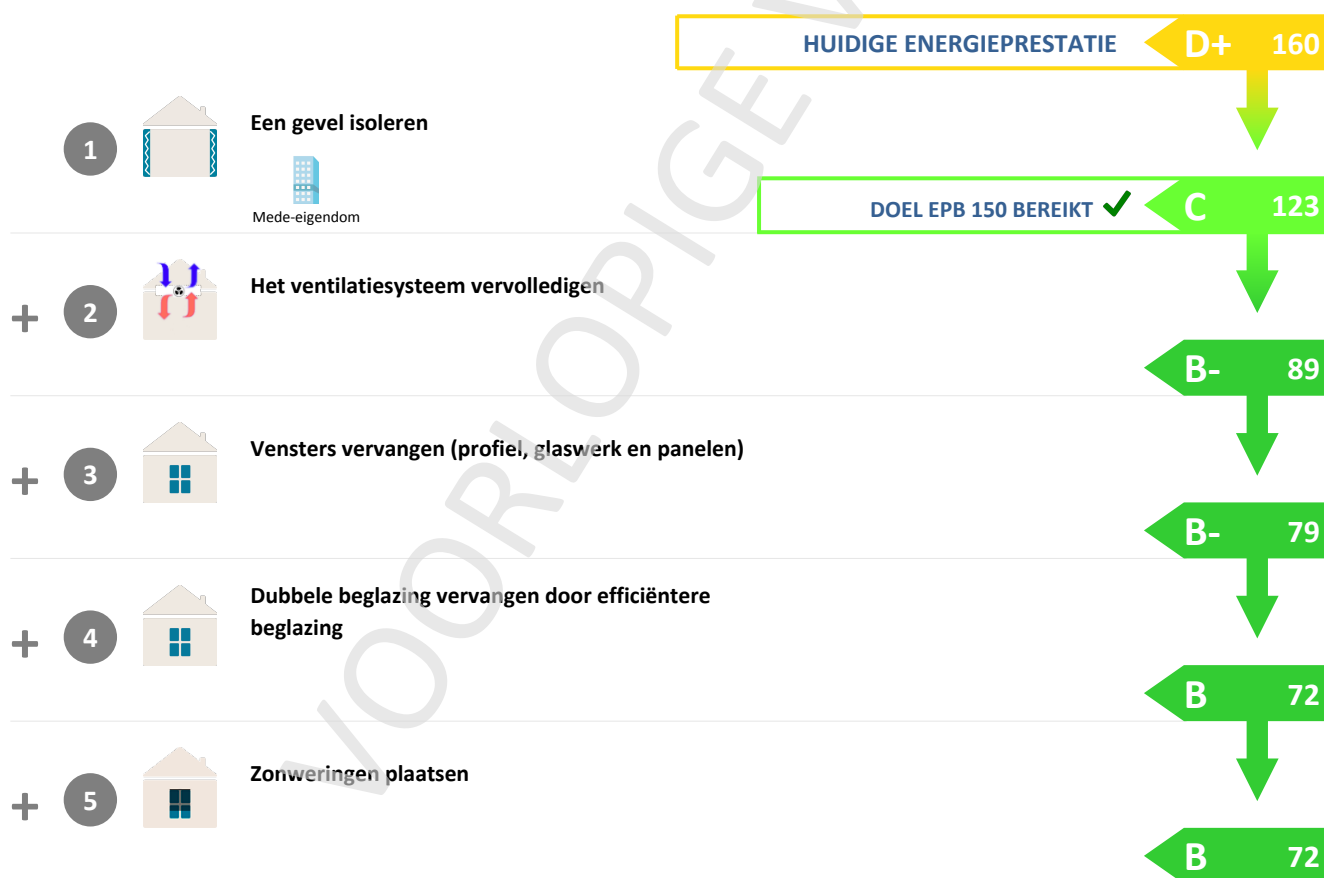 HUIDIGE ENERGIEPRESTATIE D+ 160
1 Een gevel isoleren
Mede-eigendom
DOEL EPB 150 BEREIKT ✓ C 123
+ 2 Het ventilatiesysteem vervolledigen
B- 89
+ 3 Vensters vervangen (profiel, glaswerk en panelen)
B- 79
+ 4 Dubbele beglazing vervangen door efficiëntere
beglazing
B 72
+ 5 Zonweringen plaatsen
B 72
VOORLOPIGE